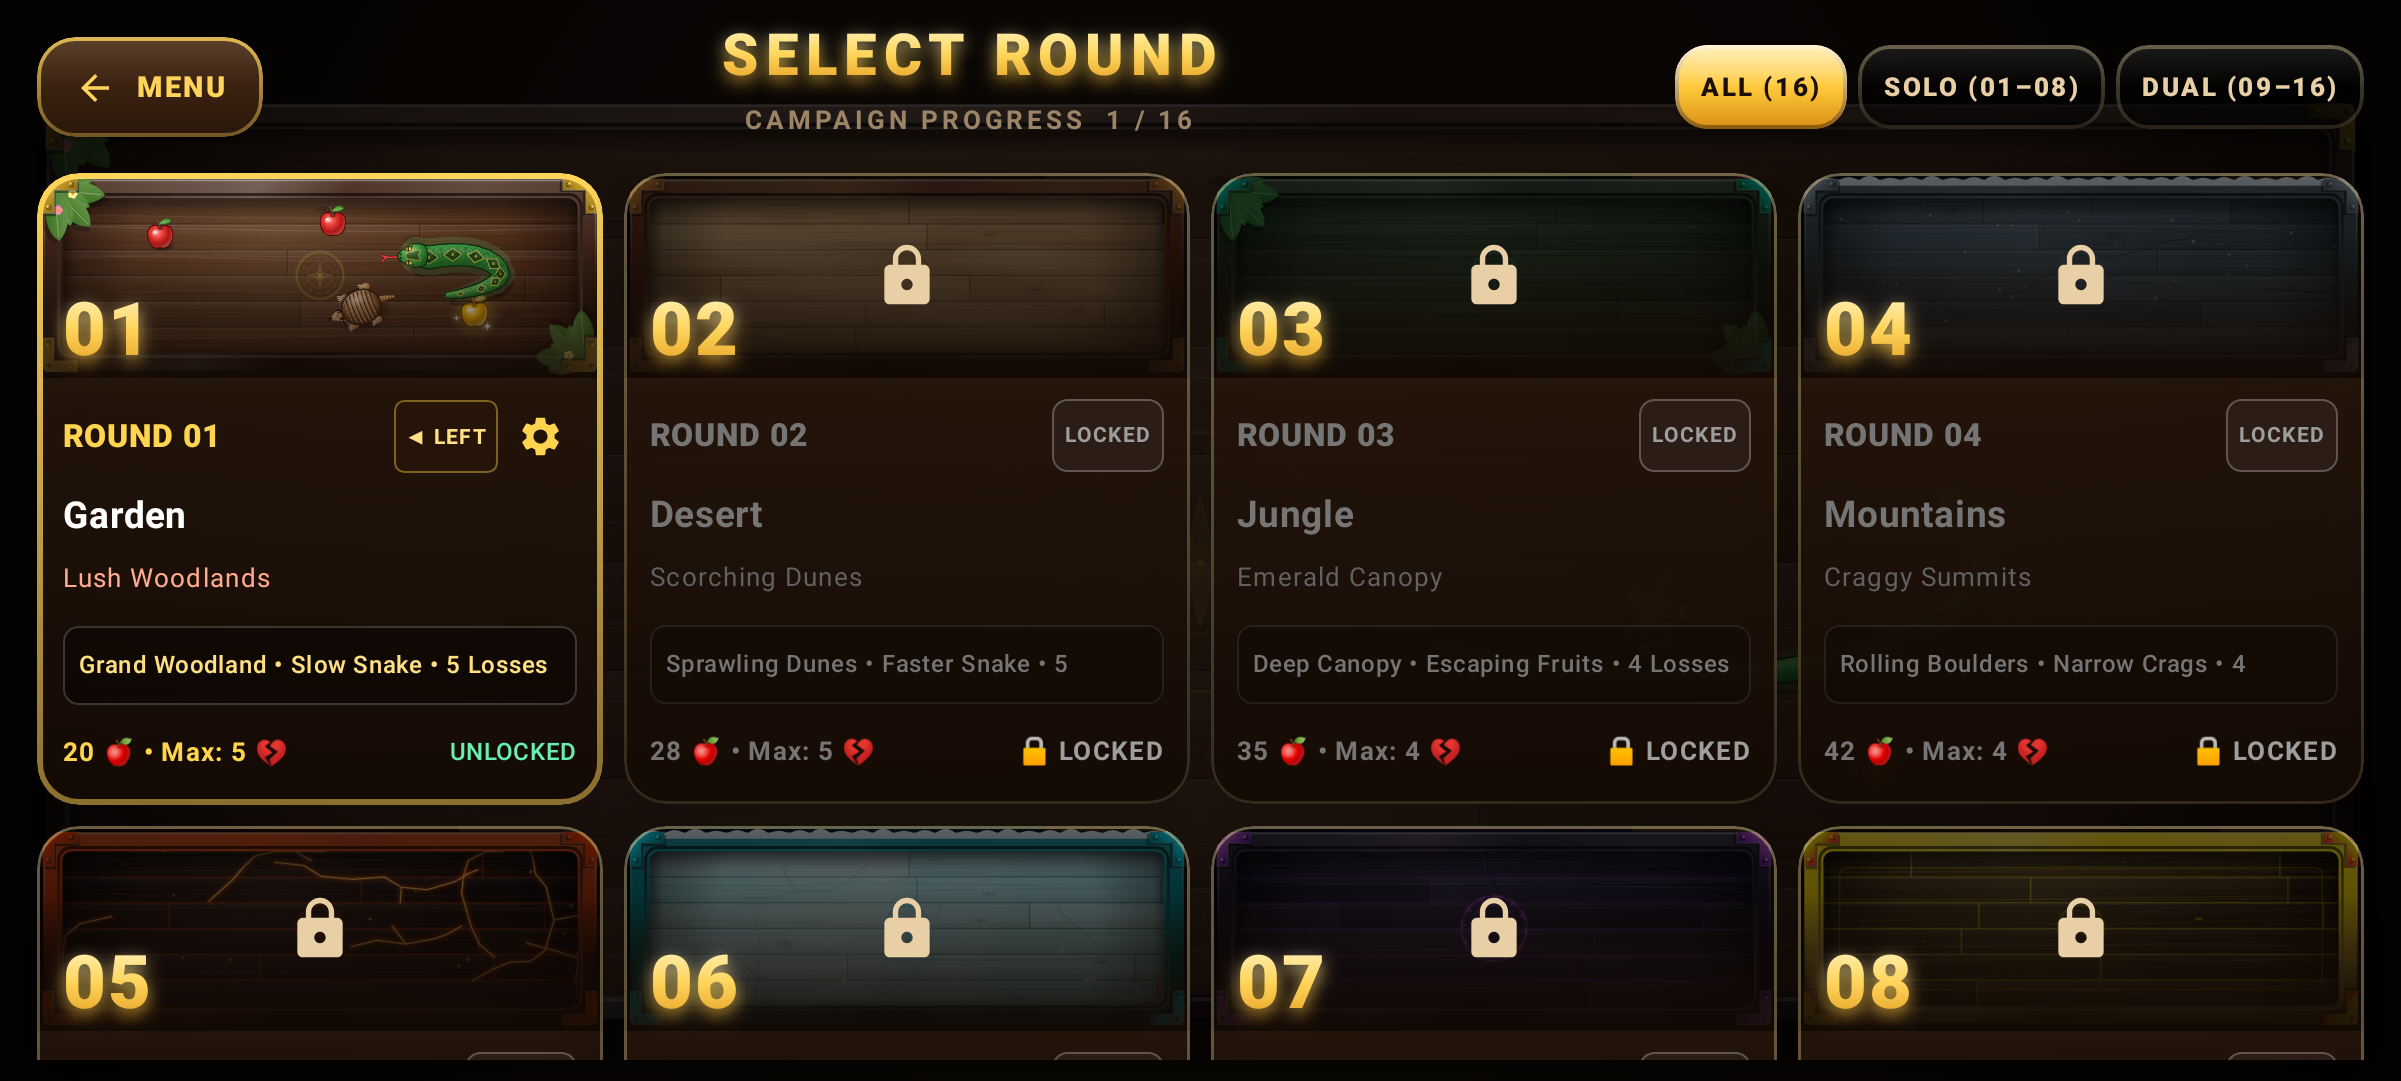 MENU
SELECT ROUND
CAMPAIGN PROGRESS 1 / 16
ALL (16)
SOLO (01–08)
DUAL (09–16)
01
ROUND 01
◄ LEFT
Garden
Lush Woodlands
Grand Woodland • Slow Snake • 5 Losses
20 🍎 • Max: 5 💔
UNLOCKED
02
ROUND 02
LOCKED
Desert
Scorching Dunes
Sprawling Dunes • Faster Snake • 5
28 🍎 • Max: 5 💔
🔒 LOCKED
03
ROUND 03
LOCKED
Jungle
Emerald Canopy
Deep Canopy • Escaping Fruits • 4 Losses
35 🍎 • Max: 4 💔
🔒 LOCKED
04
ROUND 04
LOCKED
Mountains
Craggy Summits
Rolling Boulders • Narrow Crags • 4
42 🍎 • Max: 4 💔
🔒 LOCKED
05
06
07
08